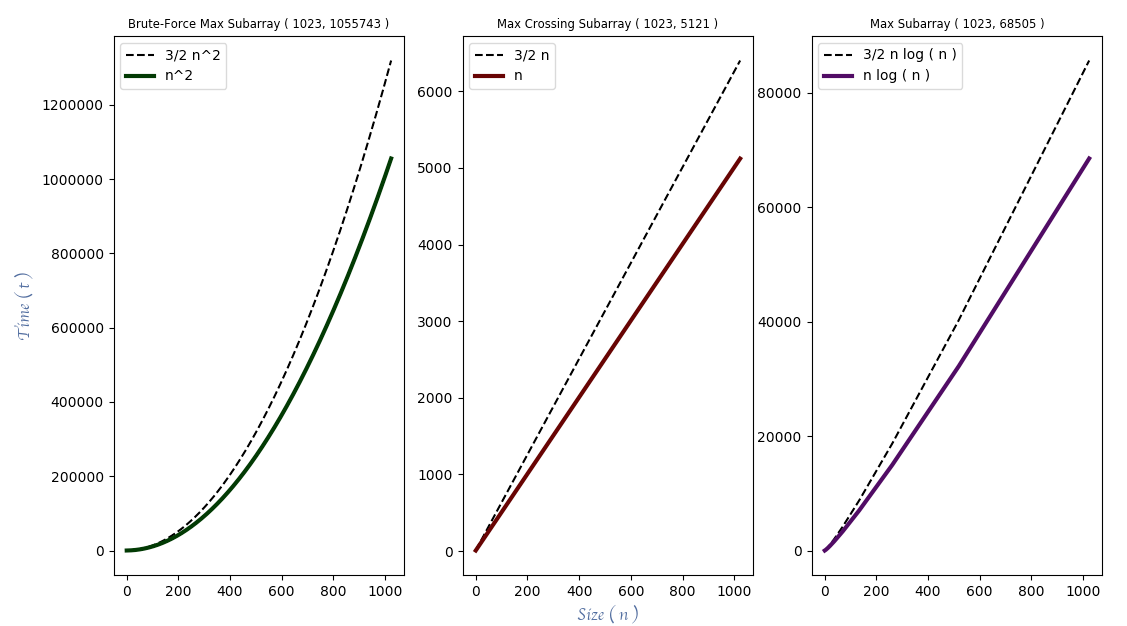 Brute-Force Max Subarray ( 1023, 1055743 )
3/2 n^2
n^2
1200000
1000000
800000
600000
400000
200000
0
0 200 400 600 800 1000
Max Crossing Subarray ( 1023, 5121 )
3/2 n
n
6000
5000
4000
3000
2000
1000
0
0 200 400 600 800 1000
Max Subarray ( 1023, 68505 )
3/2 n log ( n )
n log ( n )
80000
60000
40000
20000
0
0 200 400 600 800 1000
Time ( t )
Size ( n )